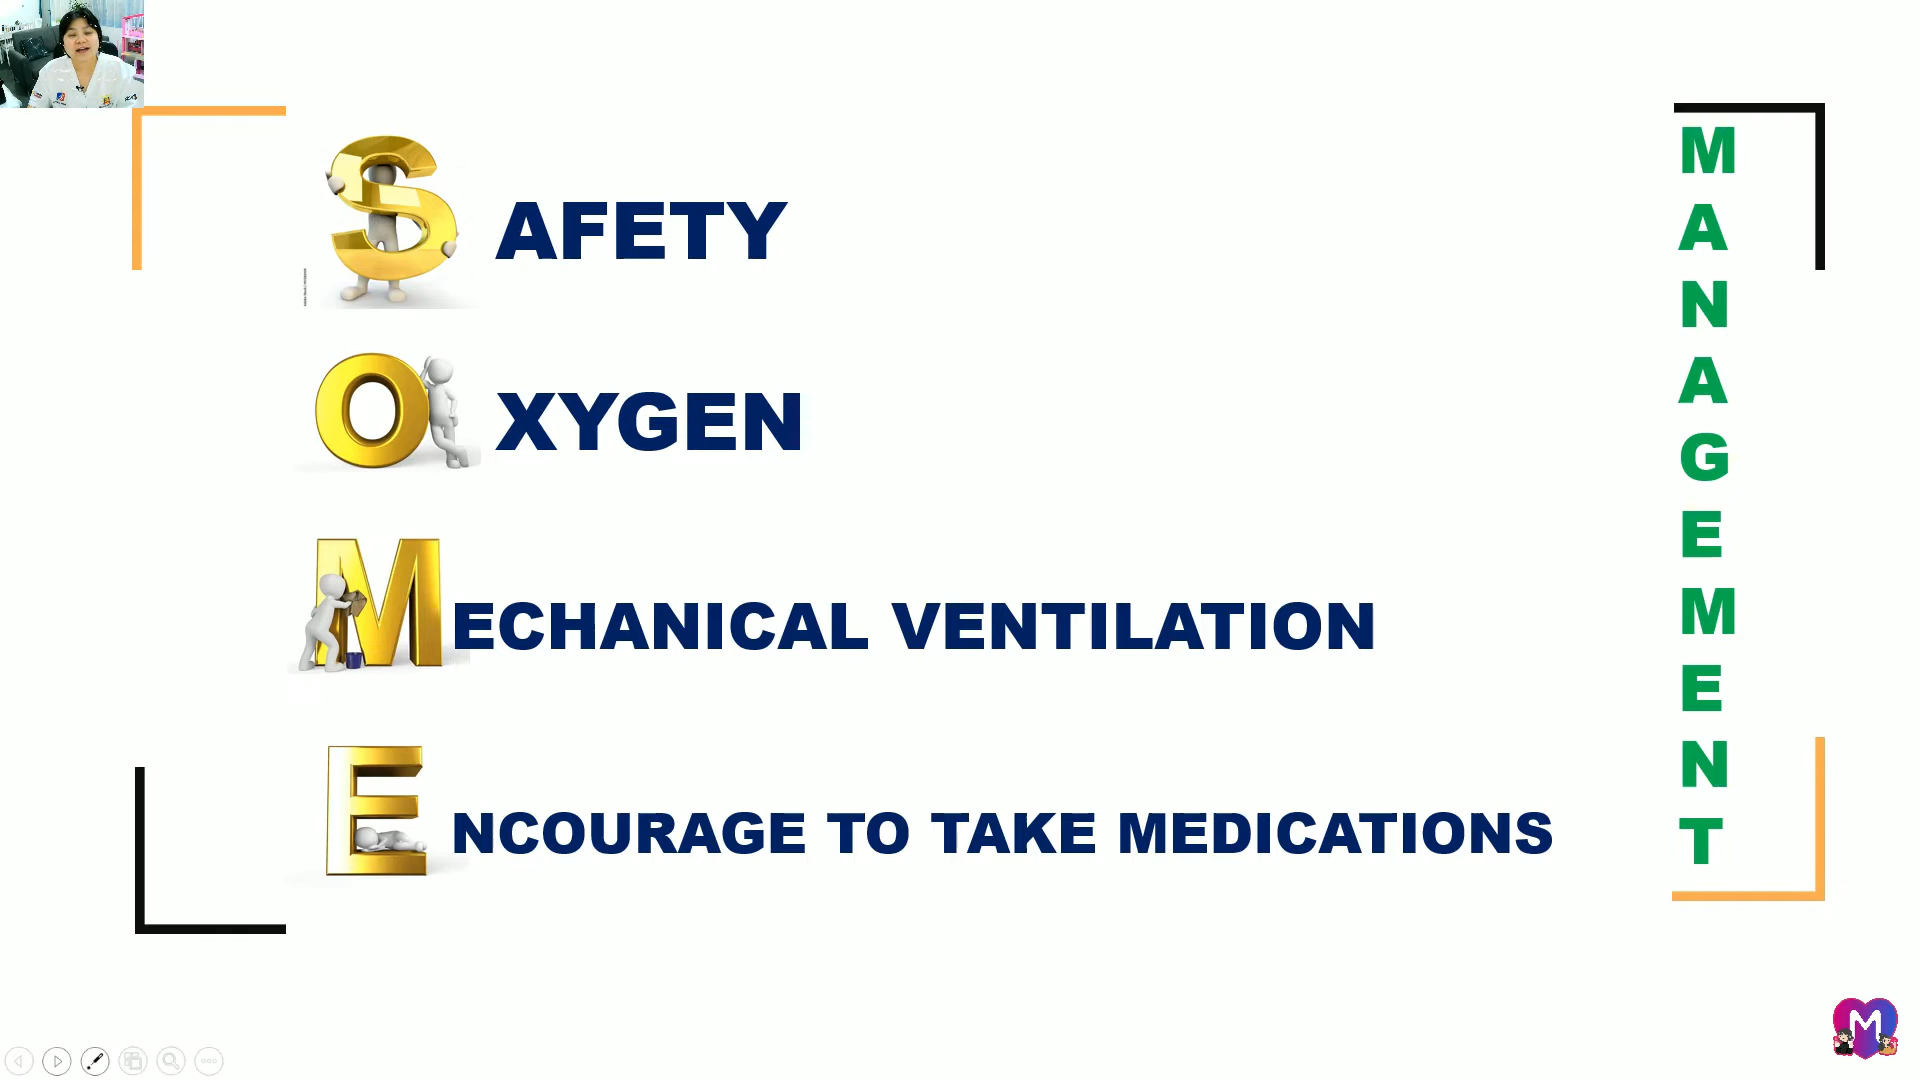 SAFETY
OXYGEN
MECHANICAL VENTILATION
ENCOURAGE TO TAKE MEDICATIONS
MANAGEMENT
M